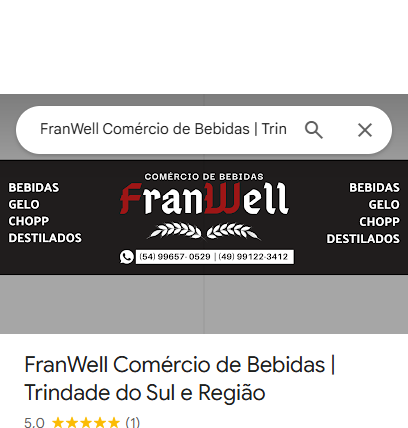 FranWell Comércio de Bebidas | Trin
COMÉRCIO DE BEBIDAS
FranWell
BEBIDAS
GELO
CHOPP
DESTILADOS
BEBIDAS
GELO
CHOPP
DESTILADOS
(54) 99657- 0529 | (49) 99122-3412
FranWell Comércio de Bebidas |
Trindade do Sul e Região
5.0 ★★★★★ (1)